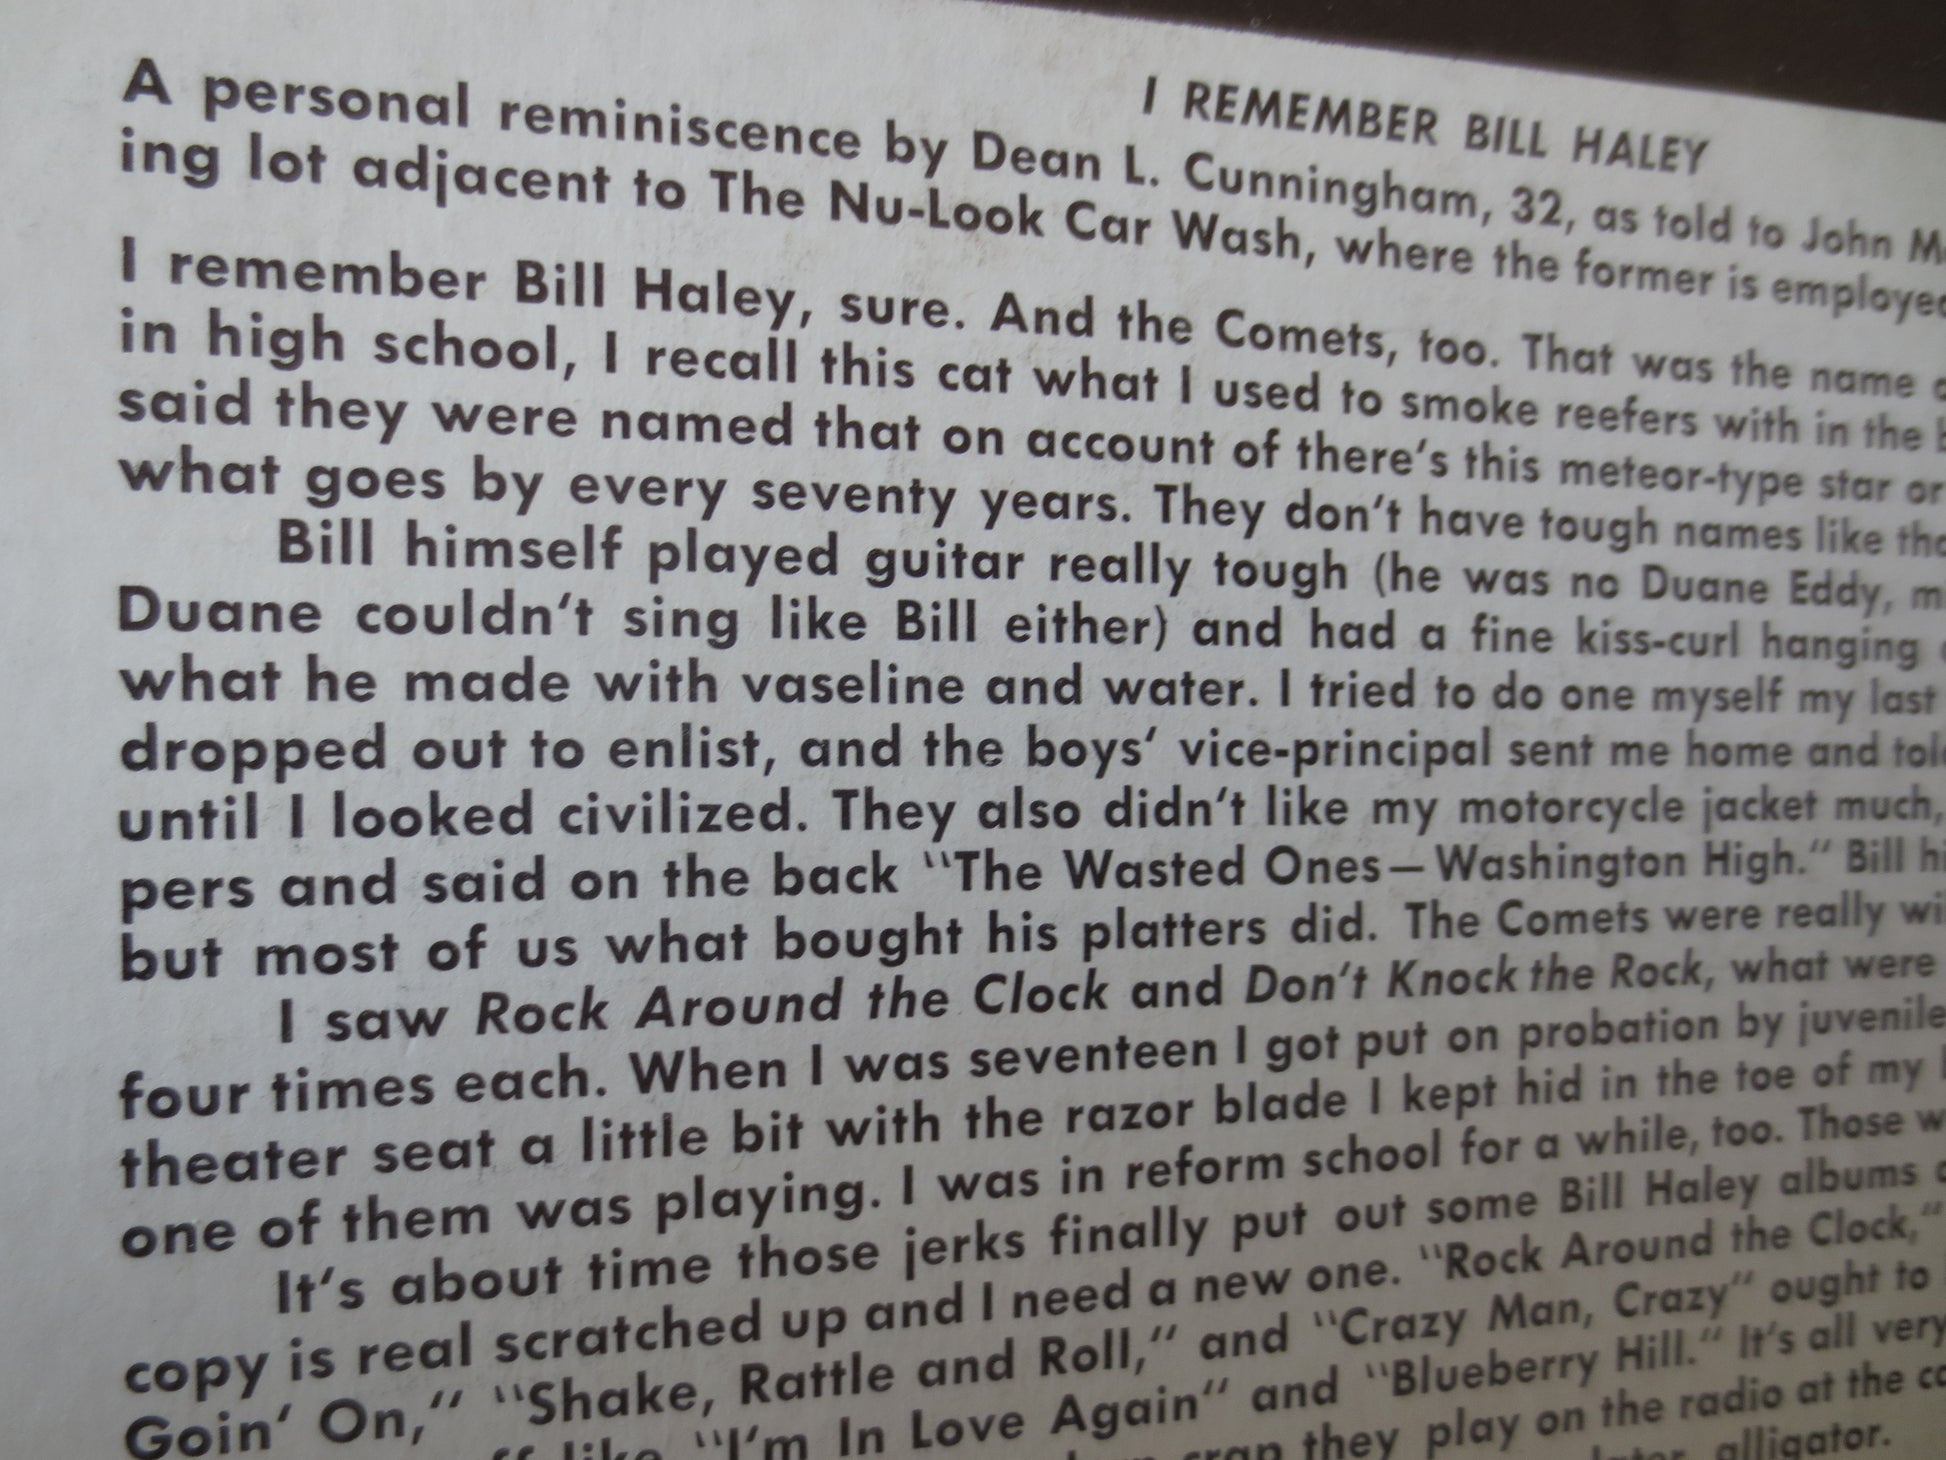 I REMEMBER BILL HALEY
A personal reminiscence by Dean L. Cunningham, 32, as told to John
ing lot adjacent to The Nu-Look Car Wash, where the former is employed
I remember Bill Haley, sure. And the Comets, too. That was the name
in high school, I recall this cat what I used to smoke reefers with in the
said they were named that on account of there's this meteor-type star or
what goes by every seventy years. They don't have tough names like
Bill himself played guitar really tough (he was no Duane Eddy,
Duane couldn't sing like Bill either) and had a fine kiss-curl hanging
what he made with vaseline and water. I tried to do one myself my last
dropped out to enlist, and the boys' vice-principal sent me home and
until I looked civilized. They also didn't like my motorcycle jacket much,
pers and said on the back "The Wasted Ones—Washington High." Bill
but most of us what bought his platters did. The Comets were really
I saw Rock Around the Clock and Don't Knock the Rock, what were
four times each. When I was seventeen I got put on probation by juvenile
theater seat a little bit with the razor blade I kept hid in the toe of my
one of them was playing. I was in reform school for a while, too. Those
It's about time those jerks finally put out some Bill Haley albums
copy is real scratched up and I need a new one. "Rock Around the Clock,"
Goin' On," "Shake, Rattle and Roll," and "Crazy Man, Crazy" ought to
like "I'm In Love Again" and "Blueberry Hill." It's all very
crap they play on the radio at the
later, alligator.